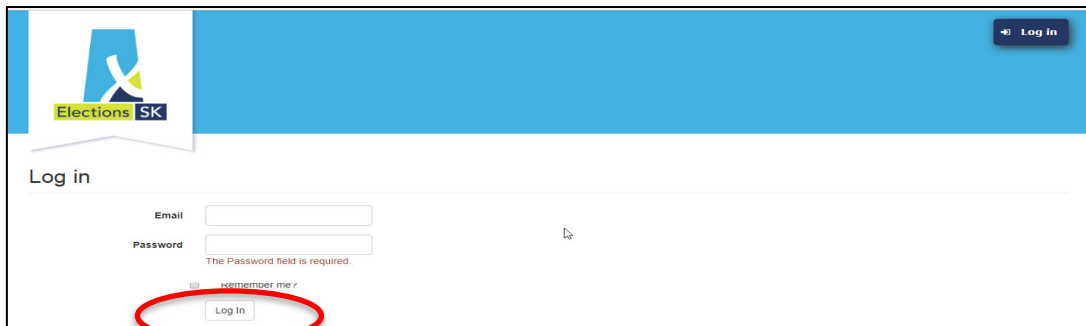 Log in
Elections SK
Log in
Email
Password
The Password field is required.
Remember me?
Log In